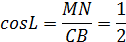 cosL = MN/CB = 1/2